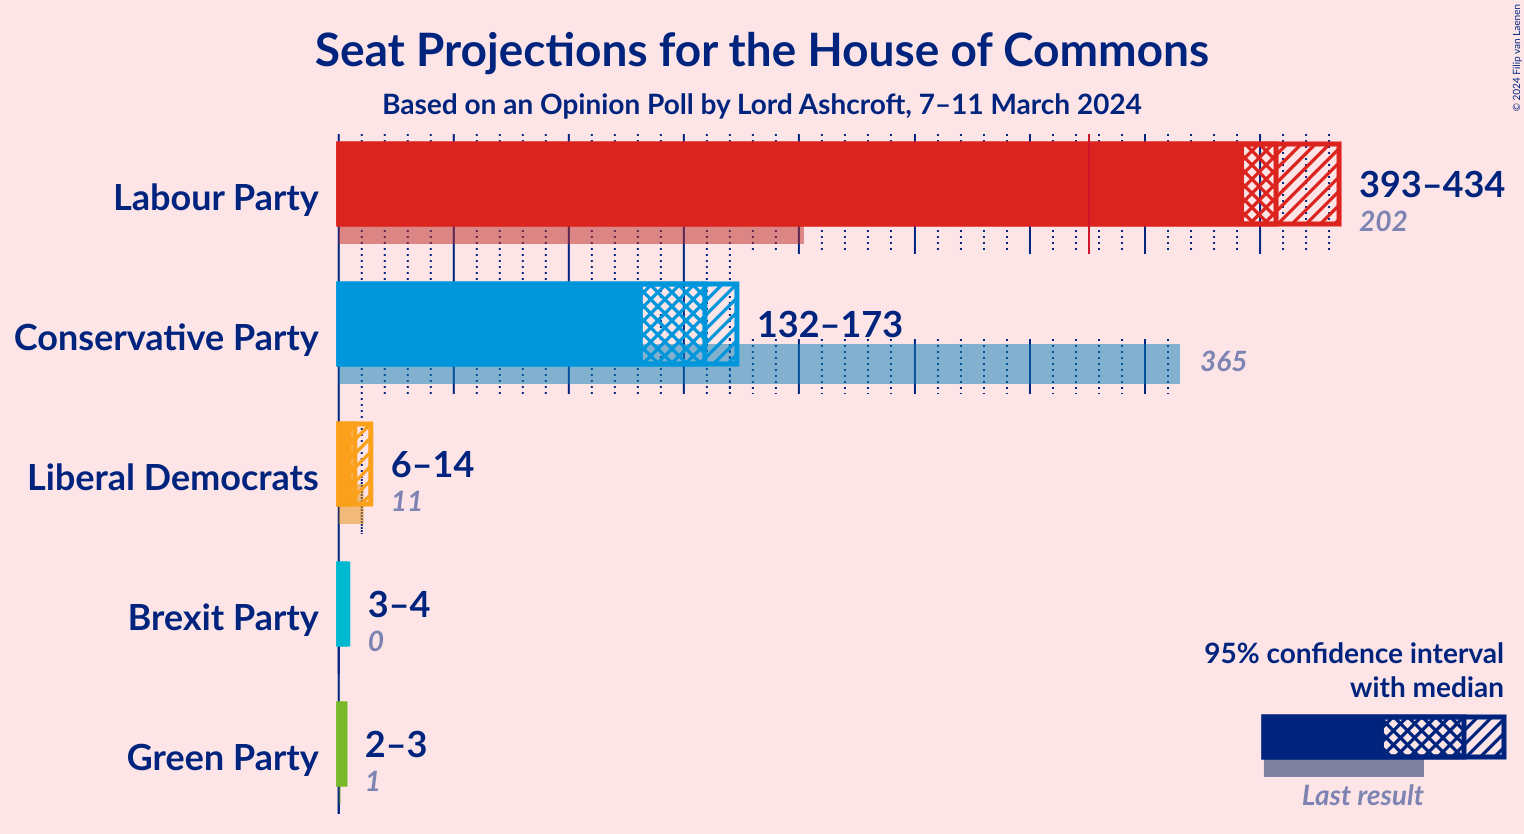 Seat Projections for the House of Commons
Based on an Opinion Poll by Lord Ashcroft, 7–11 March 2024
© 2024 Filip van Laenen
Labour Party
393–434
202
Conservative Party
132–173
365
Liberal Democrats
6–14
11
Brexit Party
3–4
0
Green Party
2–3
1
95% confidence interval
with median
Last result